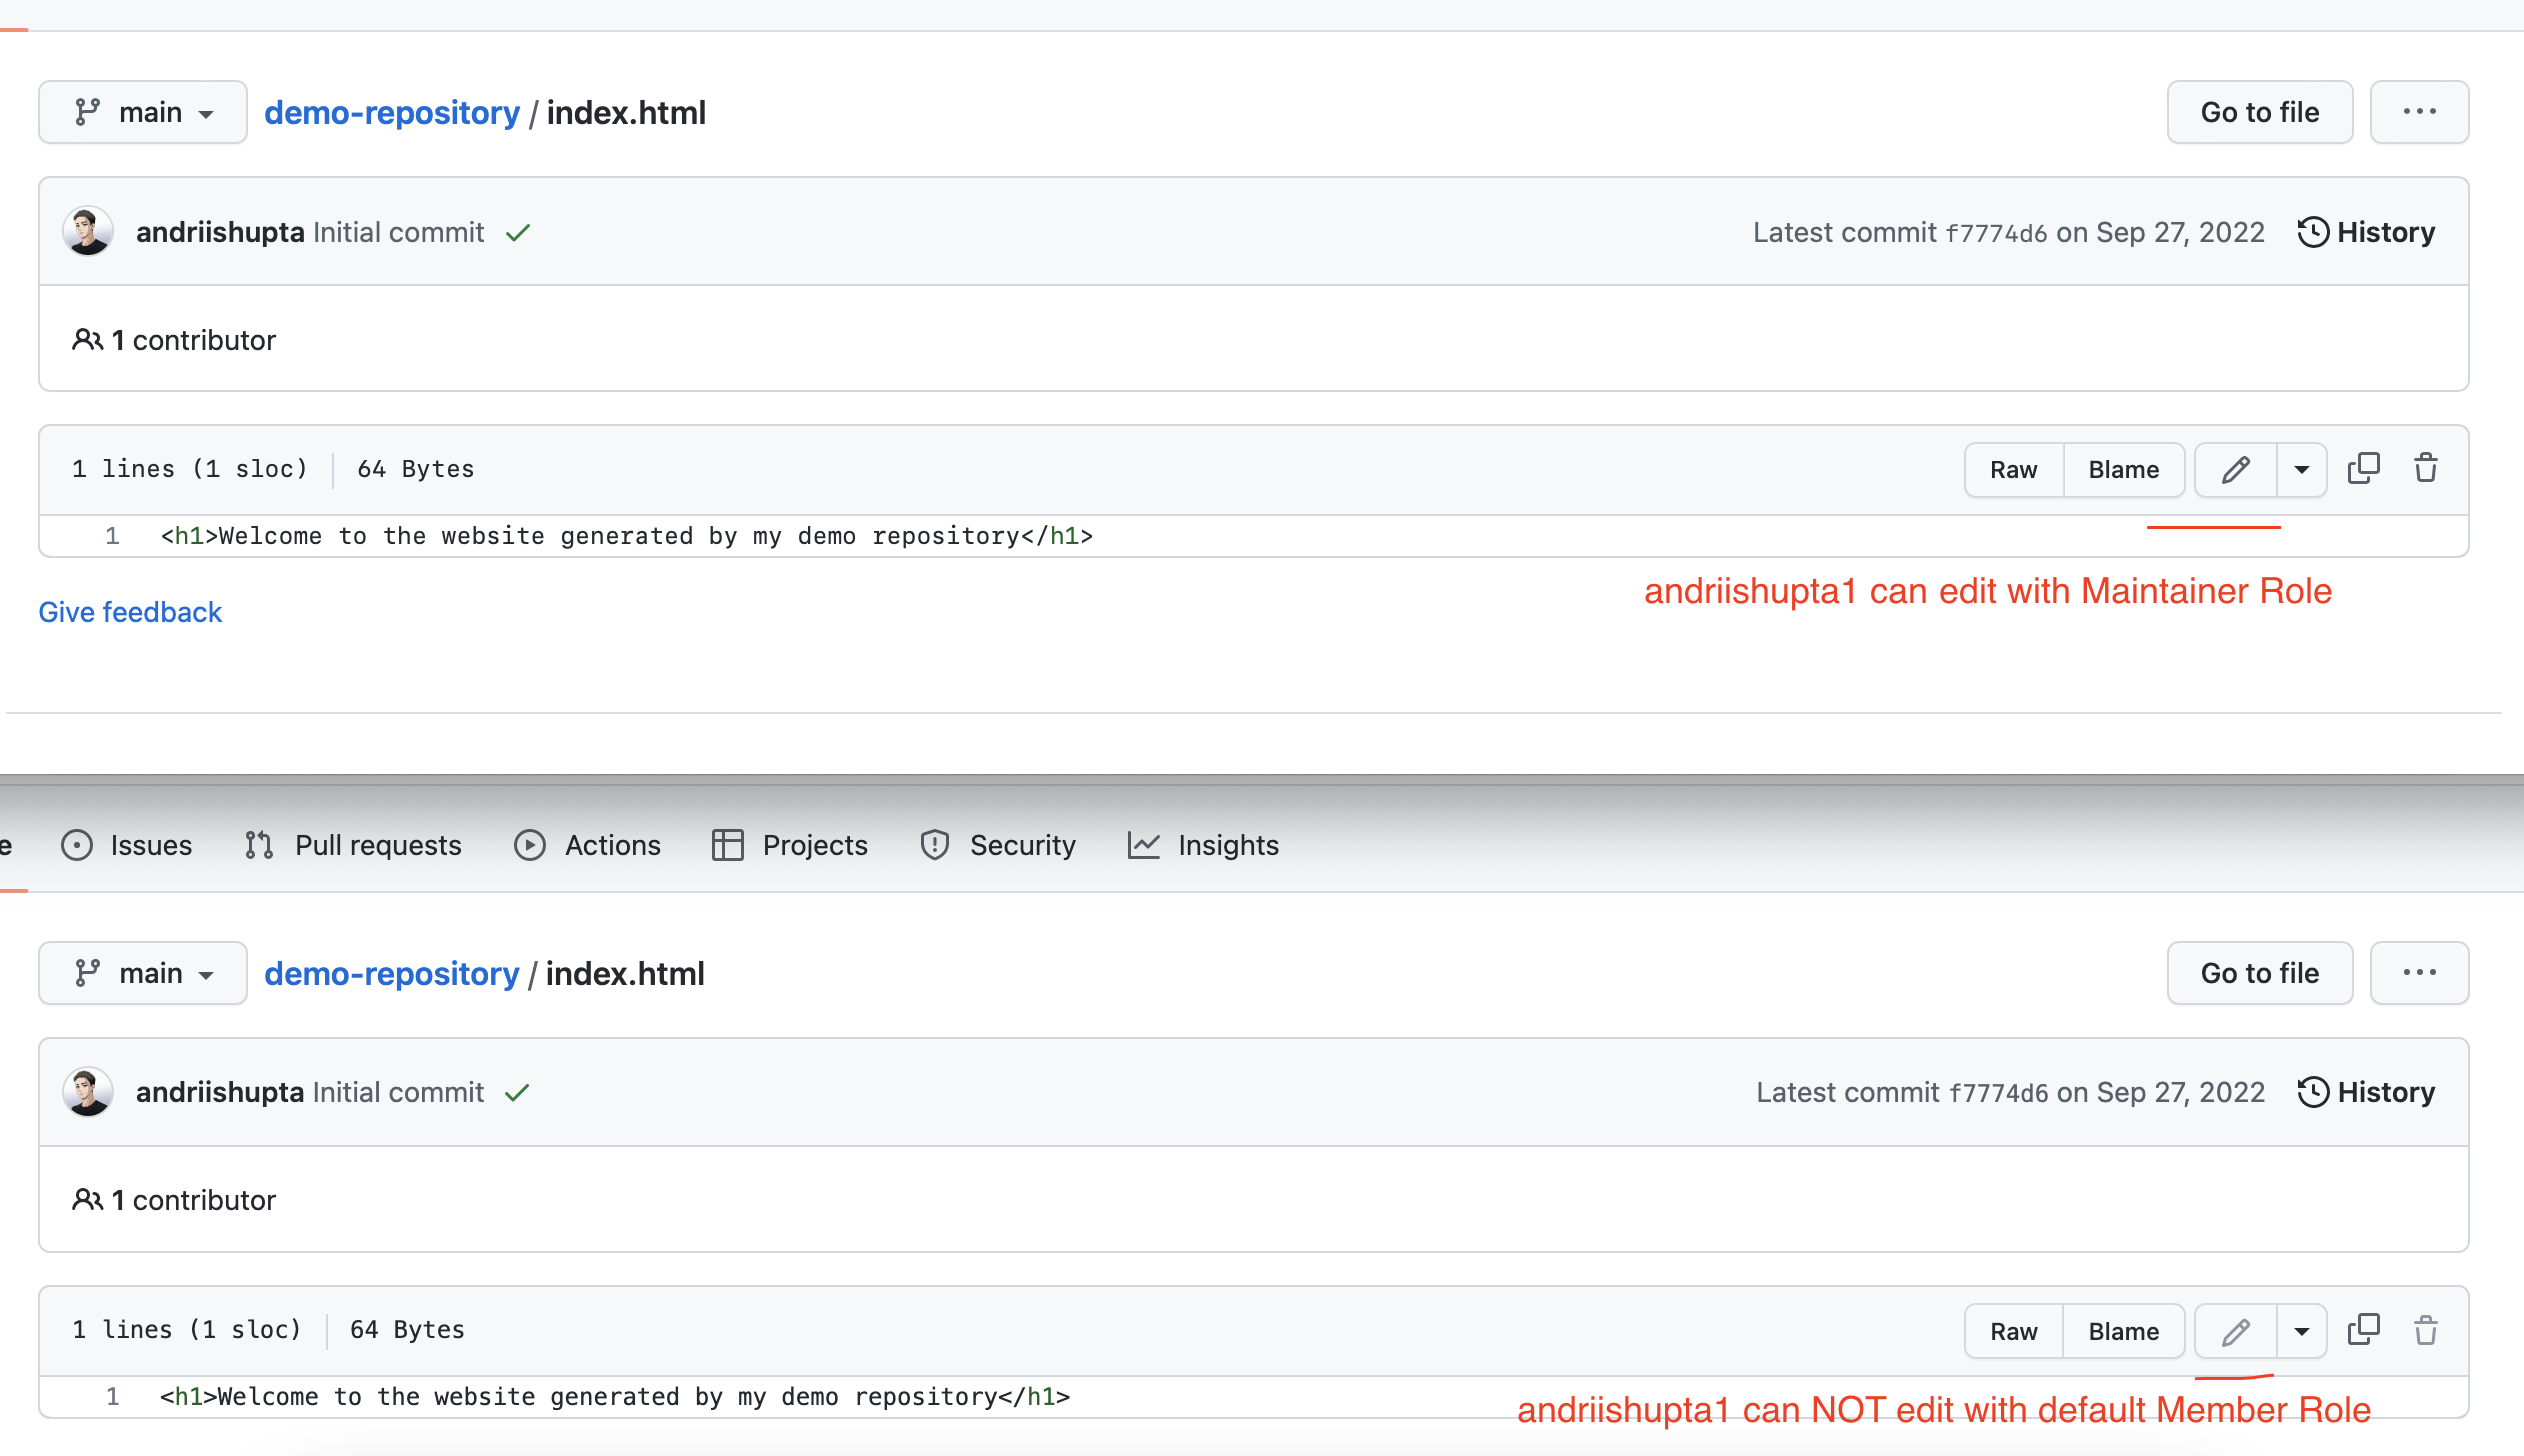 main demo-repository / index.html Go to file ...
andriishupta Initial commit Latest commit f7774d6 on Sep 27, 2022 History
1 contributor
1 lines (1 sloc) 64 Bytes Raw Blame
1 <h1>Welcome to the website generated by my demo repository</h1>
andriishupta1 can edit with Maintainer Role
Give feedback
e Issues Pull requests Actions Projects Security Insights
main demo-repository / index.html Go to file ...
andriishupta Initial commit Latest commit f7774d6 on Sep 27, 2022 History
1 contributor
1 lines (1 sloc) 64 Bytes Raw Blame
1 <h1>Welcome to the website generated by my demo repository</h1>
andriishupta1 can NOT edit with default Member Role